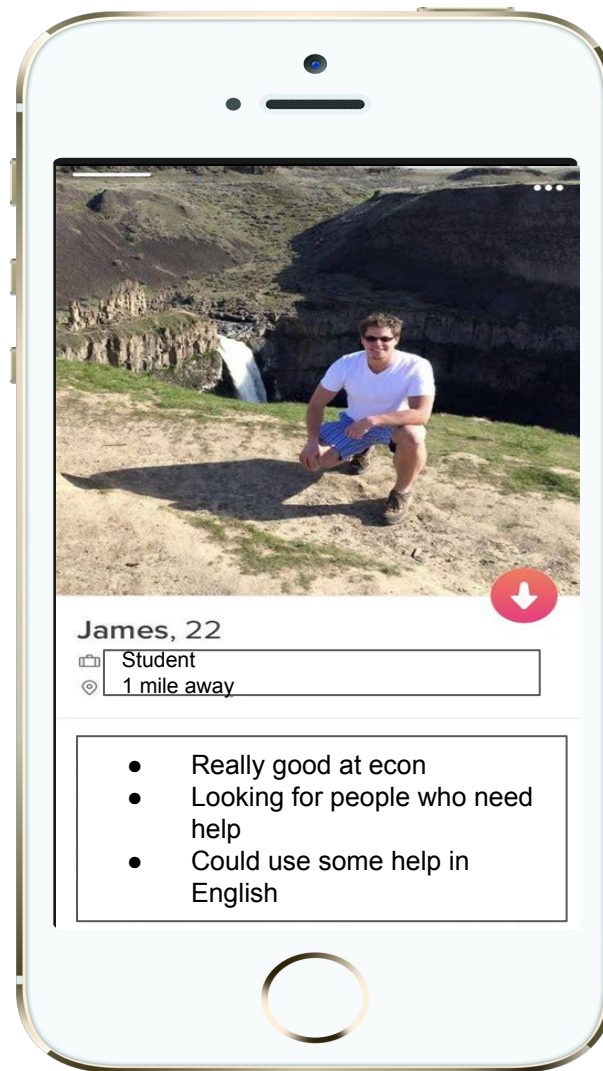 James, 22
Student
1 mile away
● Really good at econ
● Looking for people who need
help
● Could use some help in
English